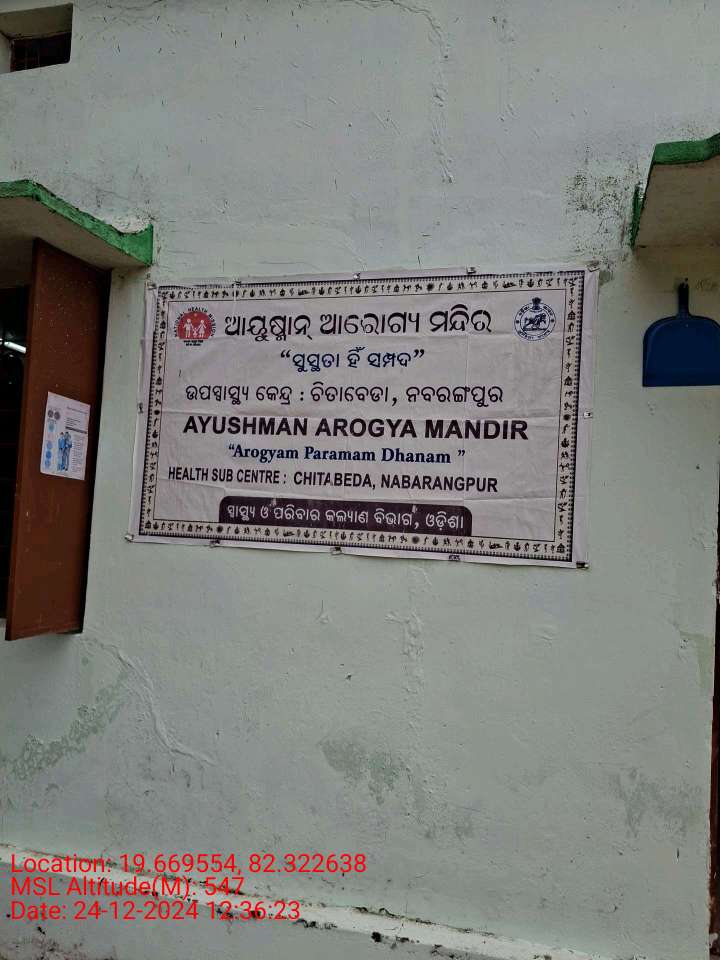 ଆୟୁଷ୍ମାନ୍ ଆରୋଗ୍ୟ ମନ୍ଦିର
“ସୁସ୍ଥତା ହିଁ ସମ୍ପଦ”
ଉପସ୍ୱାସ୍ଥ୍ୟ କେନ୍ଦ୍ର : ଚିତାବେଡା, ନବରଙ୍ଗପୁର
AYUSHMAN AROGYA MANDIR
“Arogyam Paramam Dhanam ”
HEALTH SUB CENTRE : CHITABEDA, NABARANGPUR
ସ୍ୱାସ୍ଥ୍ୟ ଓ ପରିବାର କଲ୍ୟାଣ ବିଭାଗ, ଓଡ଼ିଶା
Location: 19.669554, 82.322638
MSL Altitude(M): 547
Date: 24-12-2024 12:36:23